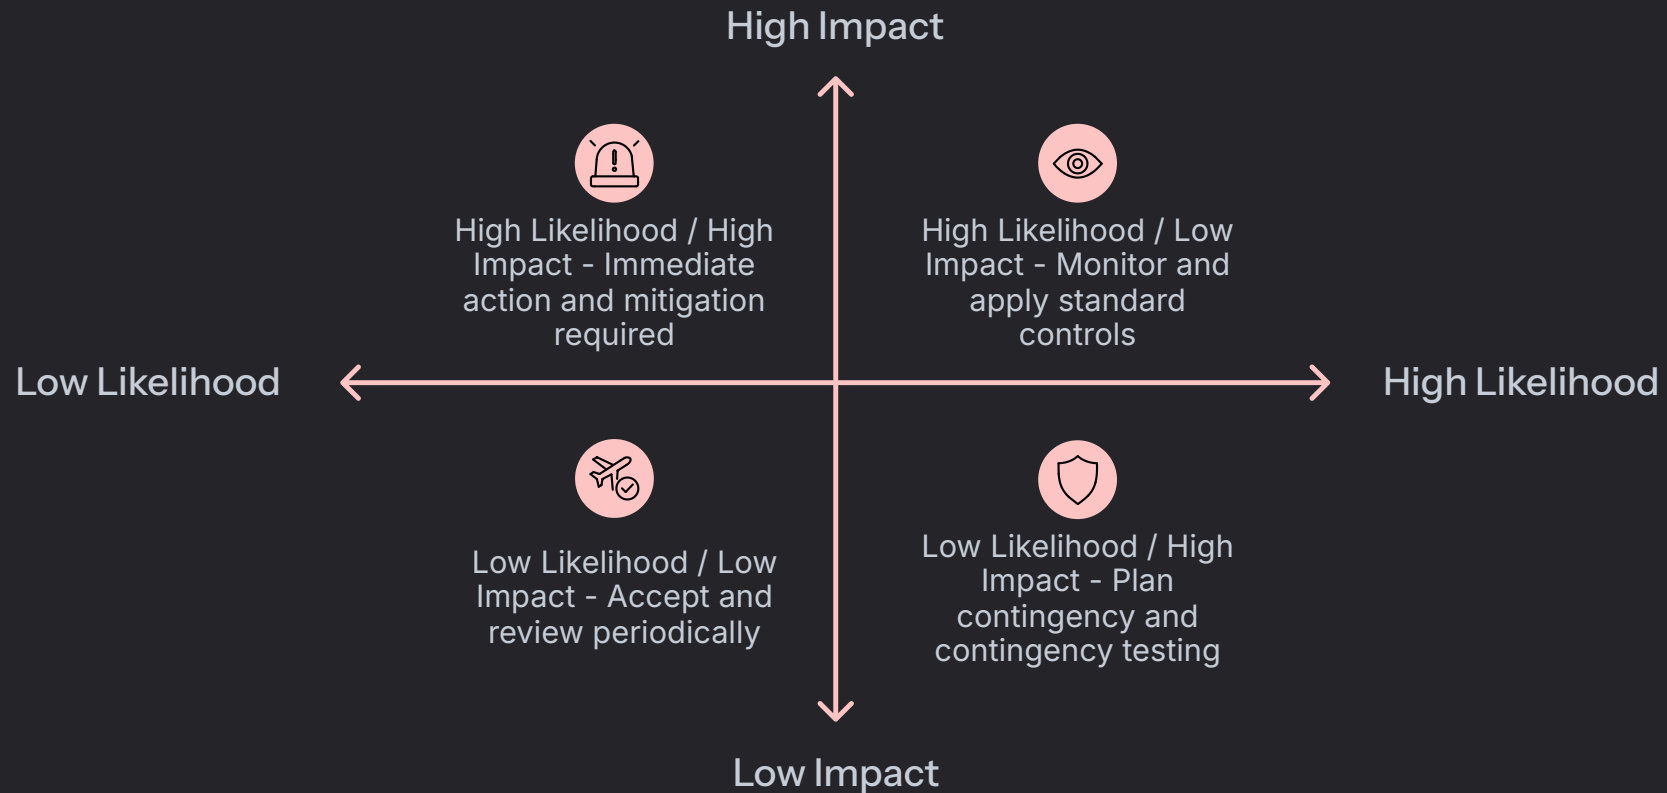 High Impact
High Likelihood / High
Impact - Immediate
action and mitigation
required
High Likelihood / Low
Impact - Monitor and
apply standard
controls
Low Likelihood
High Likelihood
Low Likelihood / Low
Impact - Accept and
review periodically
Low Likelihood / High
Impact - Plan
contingency and
contingency testing
Low Impact